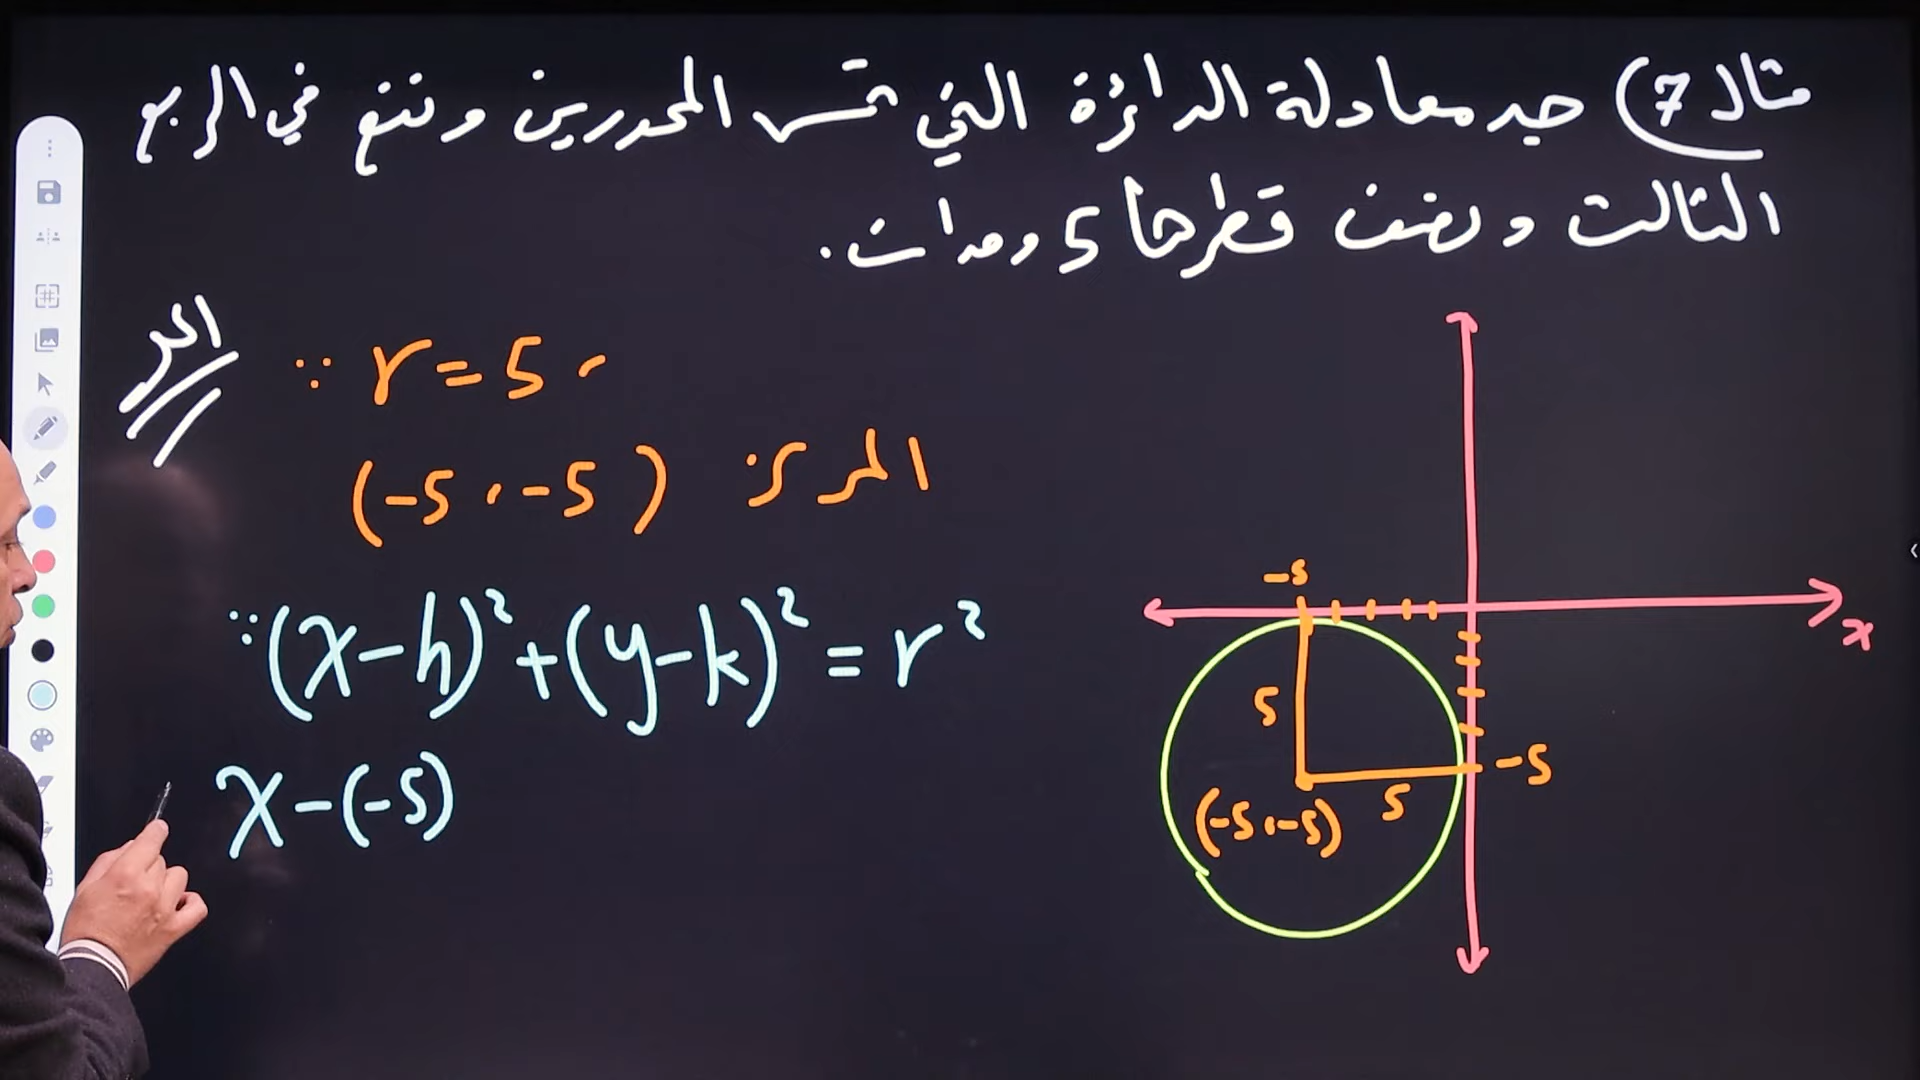 مثال 7) جد معادلة الدائرة التي تمس المحورين وتقع في الربع
الثالث ونصف قطرها 5 وحدات.
الحل
∵ r = 5 ،
المركز (-5 ، -5)
∵ (x-h)² + (y-k)² = r²
x-(-5)
-5
x
5
-5
5
(-5 ، -5)